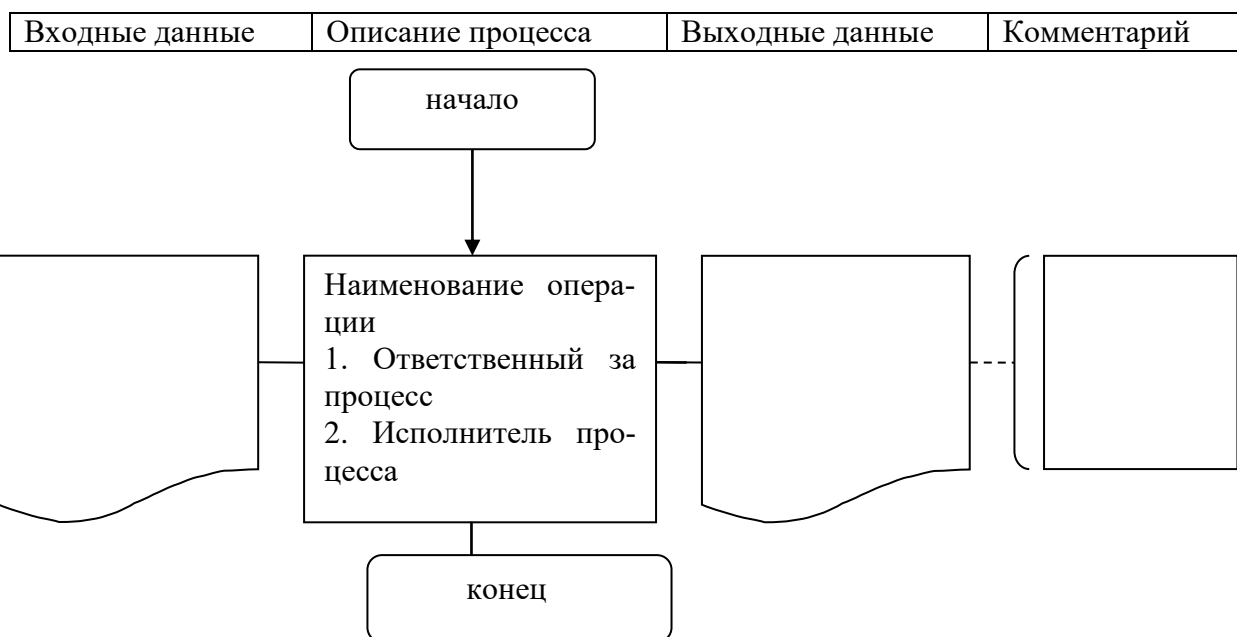 Входные данные Описание процесса Выходные данные Комментарий
начало
Наименование опера-
ции
1. Ответственный за
процесс
2. Исполнитель про-
цесса
конец